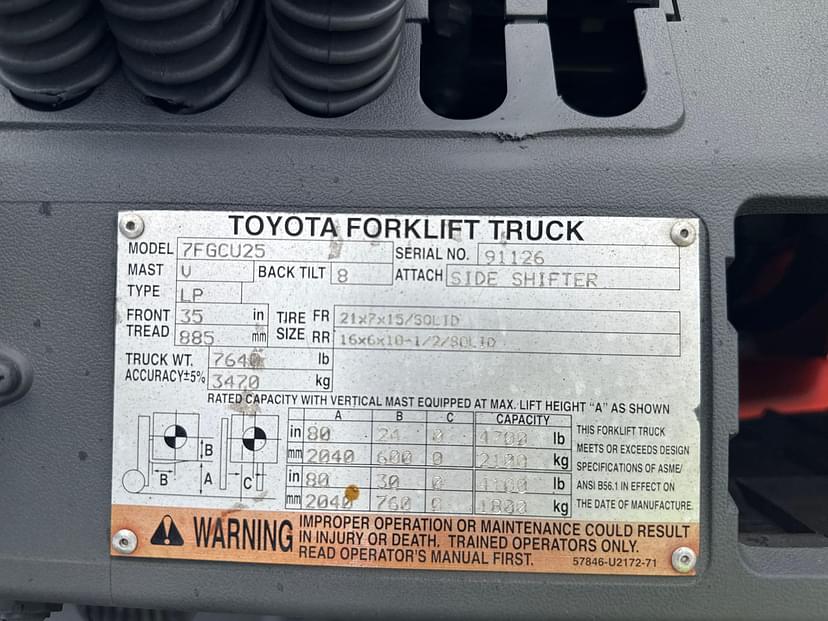 TOYOTA FORKLIFT TRUCK
MODEL 7FGCU25 SERIAL NO. 91126
MAST V BACK TILT 8 ATTACH SIDE SHIFTER
TYPE LP
FRONT TREAD 35 in 885 mm
TIRE SIZE FR 21x7x15/SOLID
RR 16x6x10-1/2/SOLID
TRUCK WT. 7640 lb
ACCURACY±5% 3470 kg
RATED CAPACITY WITH VERTICAL MAST EQUIPPED AT MAX. LIFT HEIGHT "A" AS SHOWN
A B C CAPACITY
in 80 24 0 4700 lb
mm 2040 600 0 2100 kg
in 80 30 0 lb
mm 2040 760 0 1800 kg
B
B A C
THIS FORKLIFT TRUCK
MEETS OR EXCEEDS DESIGN
SPECIFICATIONS OF ASME/
ANSI B56.1 IN EFFECT ON
THE DATE OF MANUFACTURE.
WARNING
IMPROPER OPERATION OR MAINTENANCE COULD RESULT
IN INJURY OR DEATH. TRAINED OPERATORS ONLY.
READ OPERATOR'S MANUAL FIRST.
57846-U2172-71